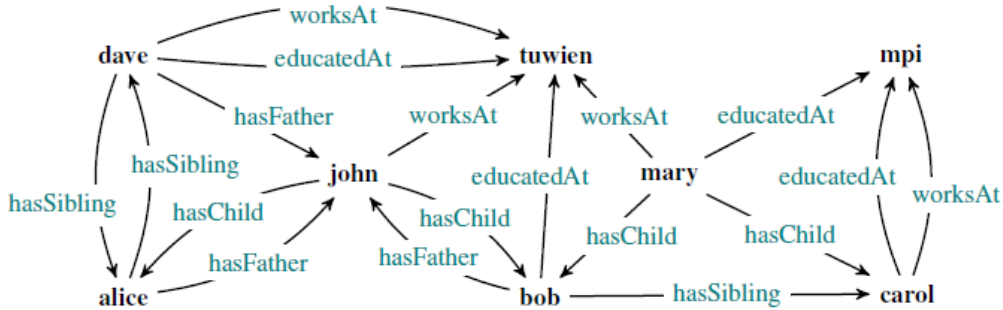 worksAt
dave tuwien mpi
educatedAt
hasFather worksAt worksAt educatedAt
hasSibling john educatedAt mary educatedAt
hasSibling hasChild hasChild worksAt
hasFather hasFather hasChild hasChild
alice bob hasSibling carol